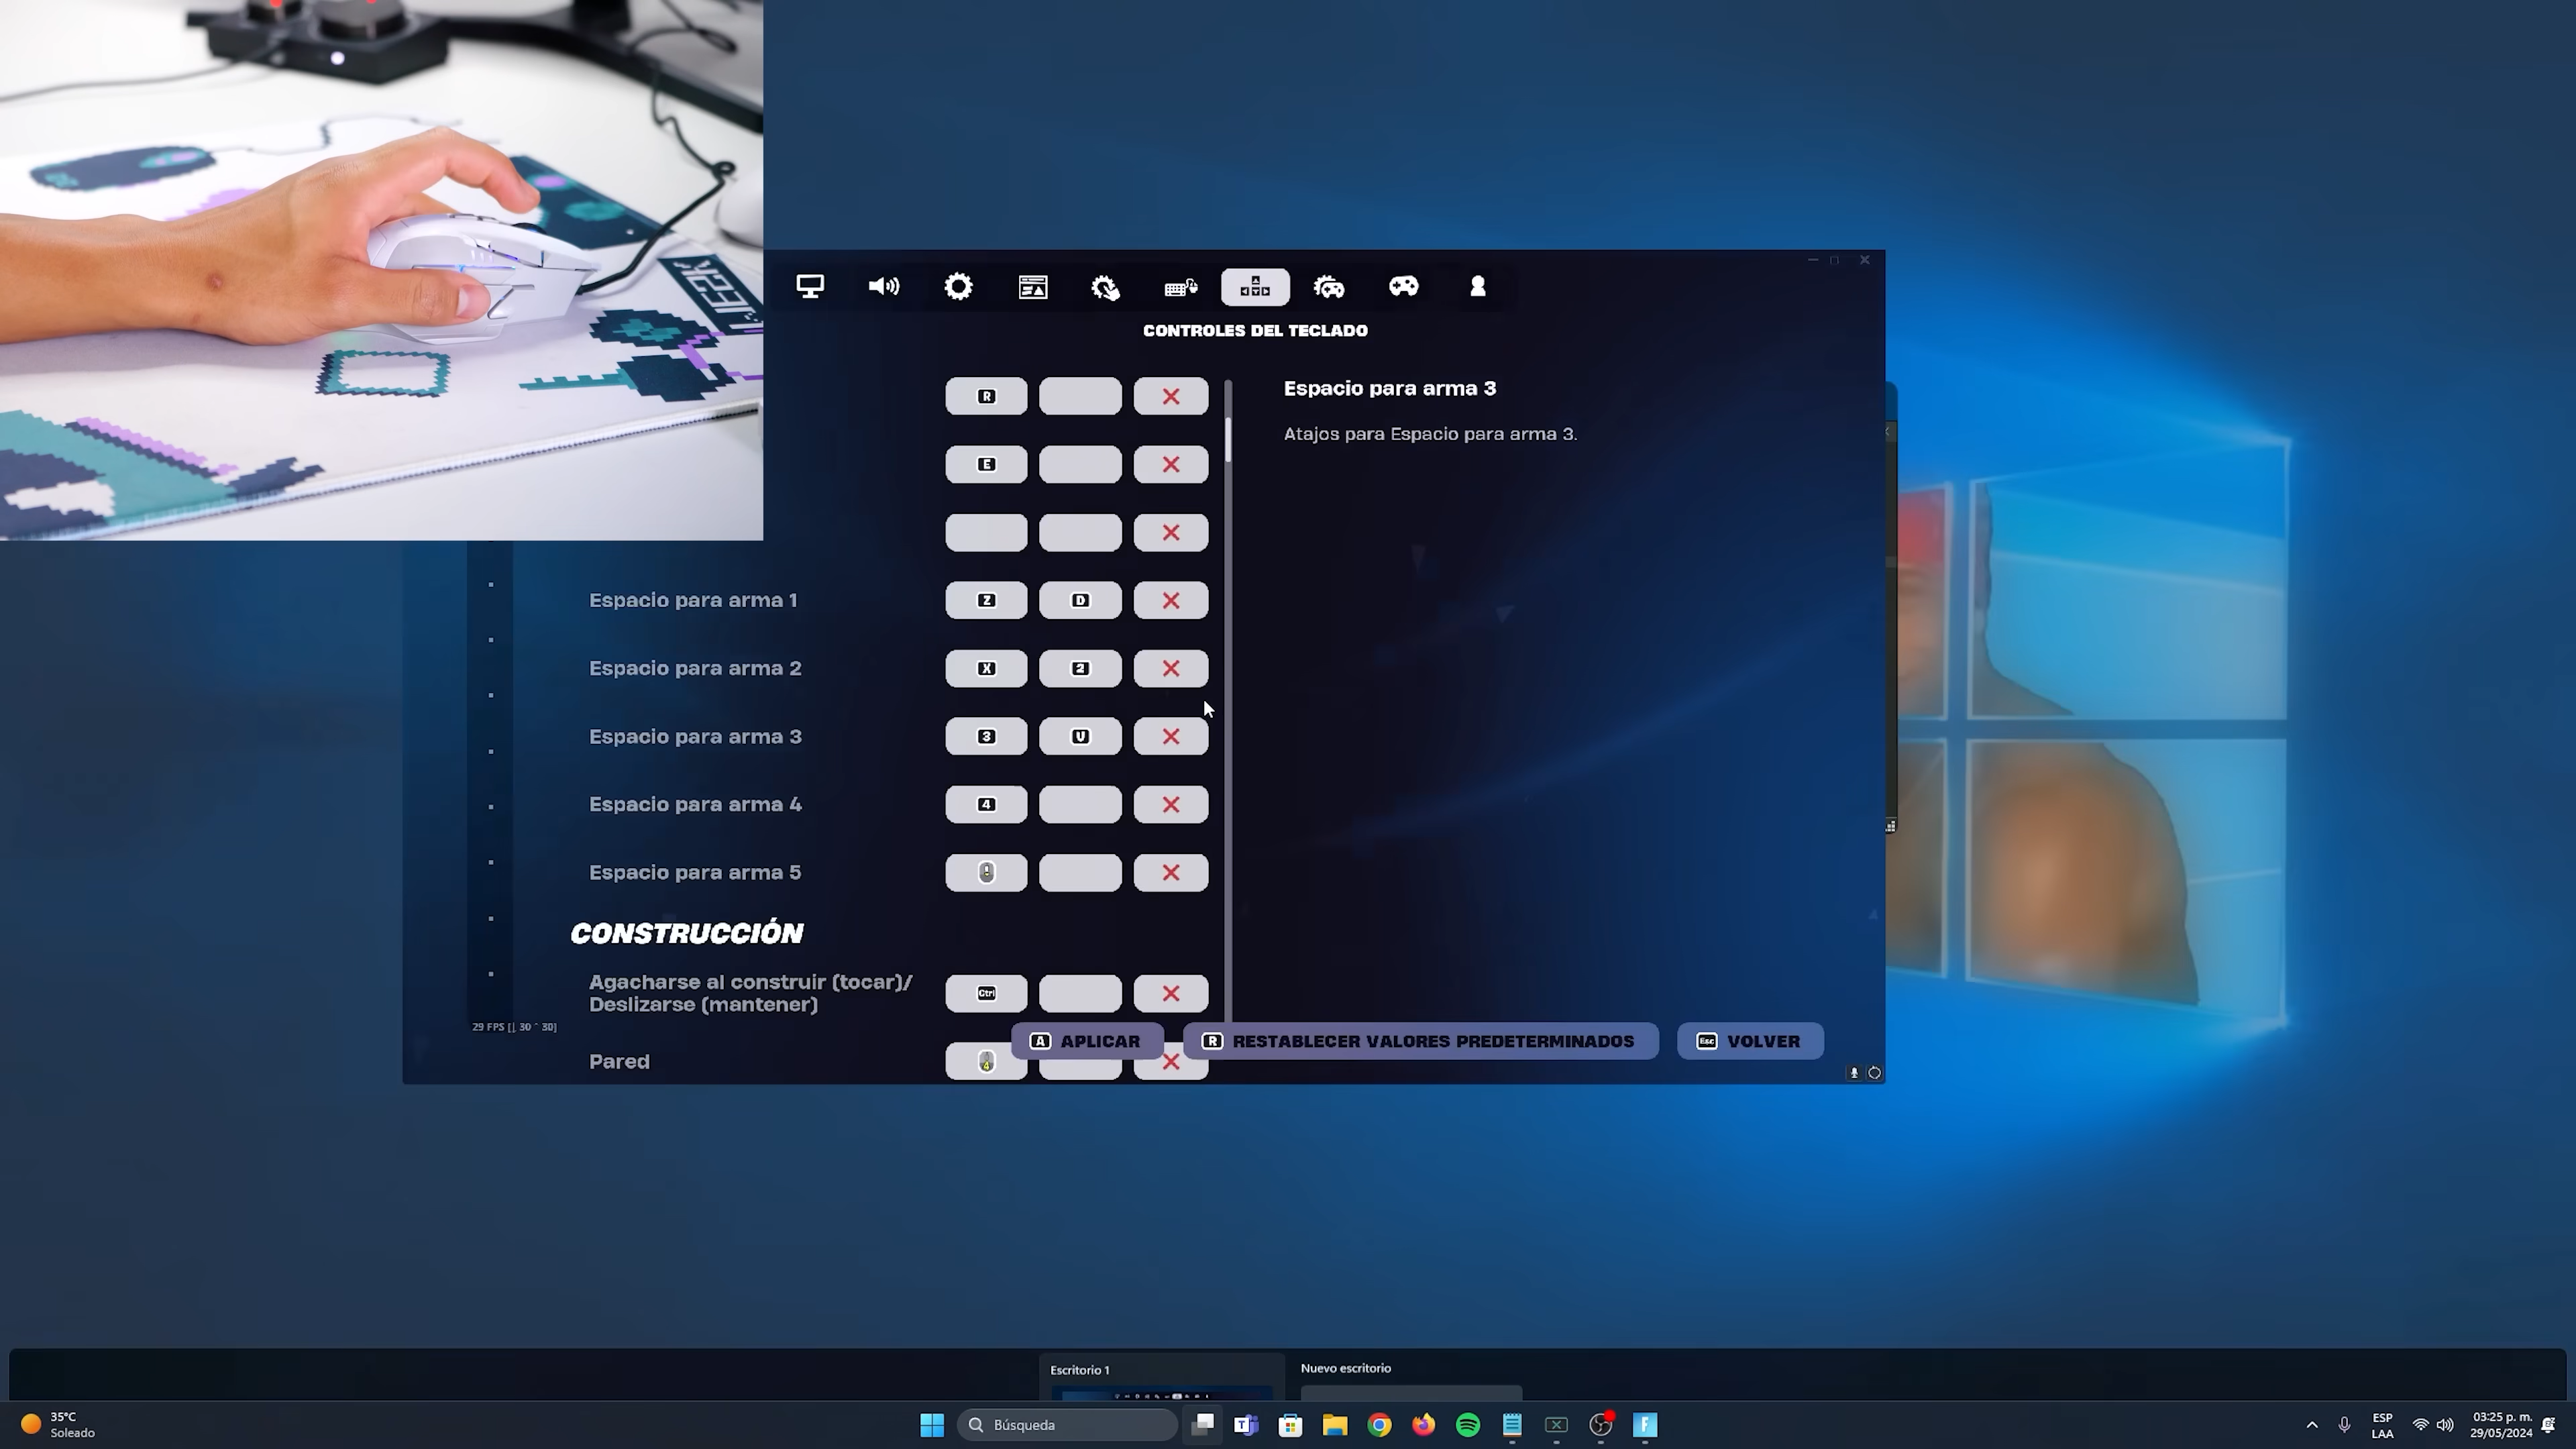 CONTROLES DEL TECLADO
R
E
Espacio para arma 3
Atajos para Espacio para arma 3.
Espacio para arma 1 Z D
Espacio para arma 2 X 2
Espacio para arma 3 3 V
Espacio para arma 4 4
Espacio para arma 5
CONSTRUCCIÓN
Agacharse al construir (tocar)/
Deslizarse (mantener) Ctrl
29 FPS [↓ 30 ^ 30]
A APLICAR R RESTABLECER VALORES PREDETERMINADOS Esc VOLVER
Pared 4
Escritorio 1 Nuevo escritorio
35°C
Soleado
Búsqueda
ESP
LAA
03:25 p. m.
29/05/2024